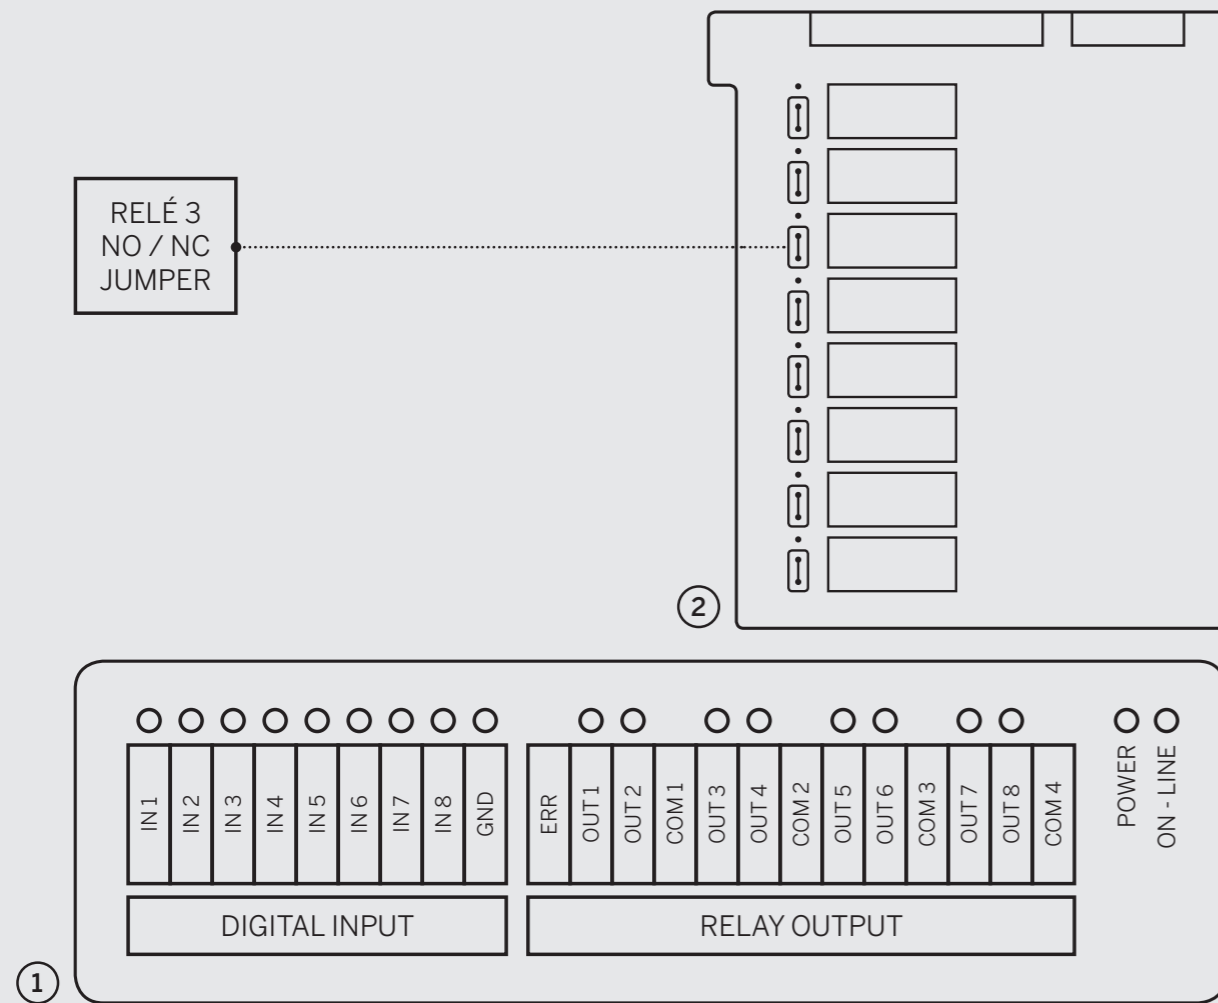 RELÉ 3
NO / NC
JUMPER
2
IN 1
IN 2
IN 3
IN 4
IN 5
IN 6
IN 7
IN 8
GND
ERR
OUT 1
OUT 2
COM 1
OUT 3
OUT 4
COM 2
OUT 5
OUT 6
COM 3
OUT 7
OUT 8
COM 4
POWER
ON - LINE
DIGITAL INPUT
RELAY OUTPUT
1